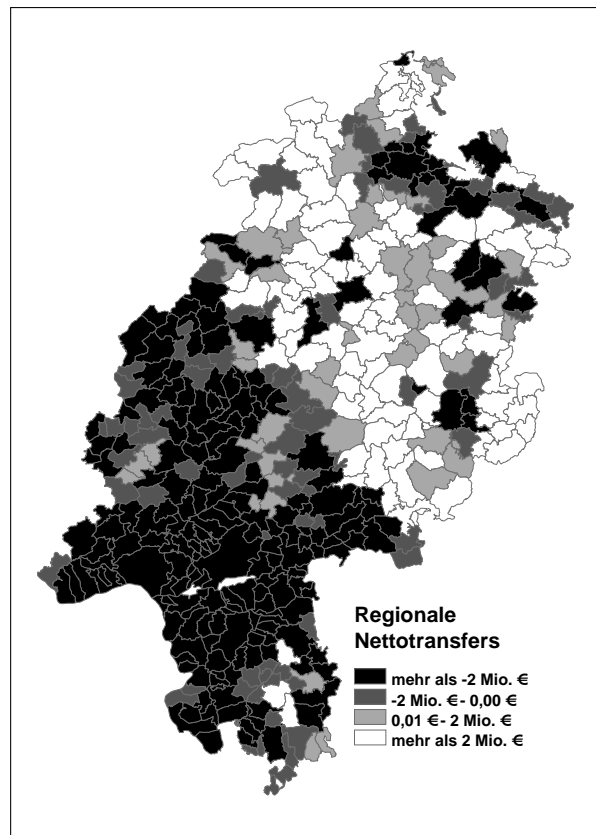 Regionale
Nettotransfers
mehr als -2 Mio. €
-2 Mio. €- 0,00 €
0,01 €- 2 Mio. €
mehr als 2 Mio. €